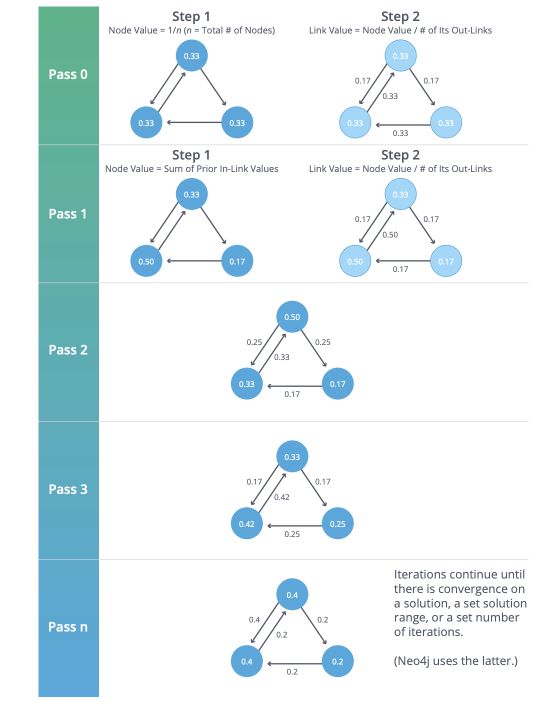 Step 1
Node Value = 1/n (n = Total # of Nodes)
Step 2
Link Value = Node Value / # of Its Out-Links
Pass 0
0.33
0.33
0.33
0.33
0.17
0.17
0.33
0.33
0.33
0.33
Step 1
Node Value = Sum of Prior In-Link Values
Step 2
Link Value = Node Value / # of Its Out-Links
Pass 1
0.33
0.50
0.17
0.33
0.17
0.17
0.50
0.50
0.17
0.17
Pass 2
0.50
0.25
0.25
0.33
0.33
0.17
0.17
Pass 3
0.33
0.17
0.17
0.42
0.42
0.25
0.25
Pass n
0.4
0.4
0.2
0.2
0.4
0.2
0.2
Iterations continue until
there is convergence on
a solution, a set solution
range, or a set number
of iterations.
(Neo4j uses the latter.)